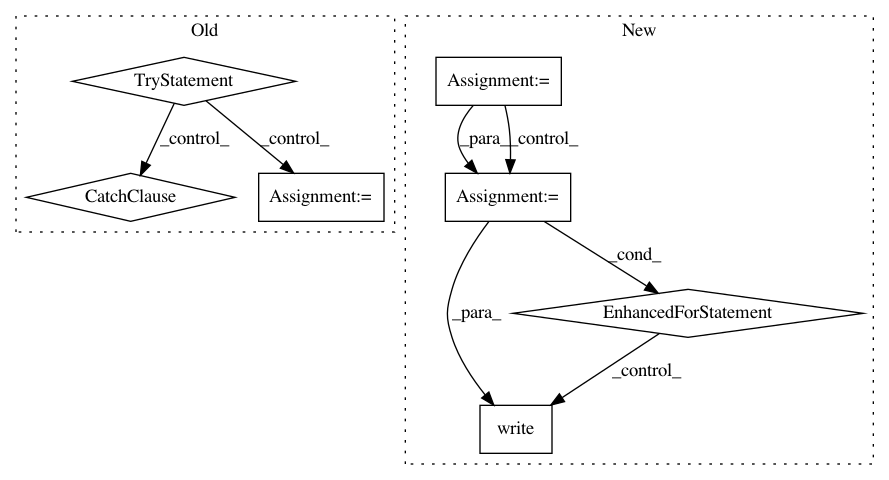 Old
New
TryStatement
Assignment:=
_control_
_control_
_para_
_control_
CatchClause
Assignment:=
Assignment:=
_cond_
_para_
EnhancedForStatement
_control_
write